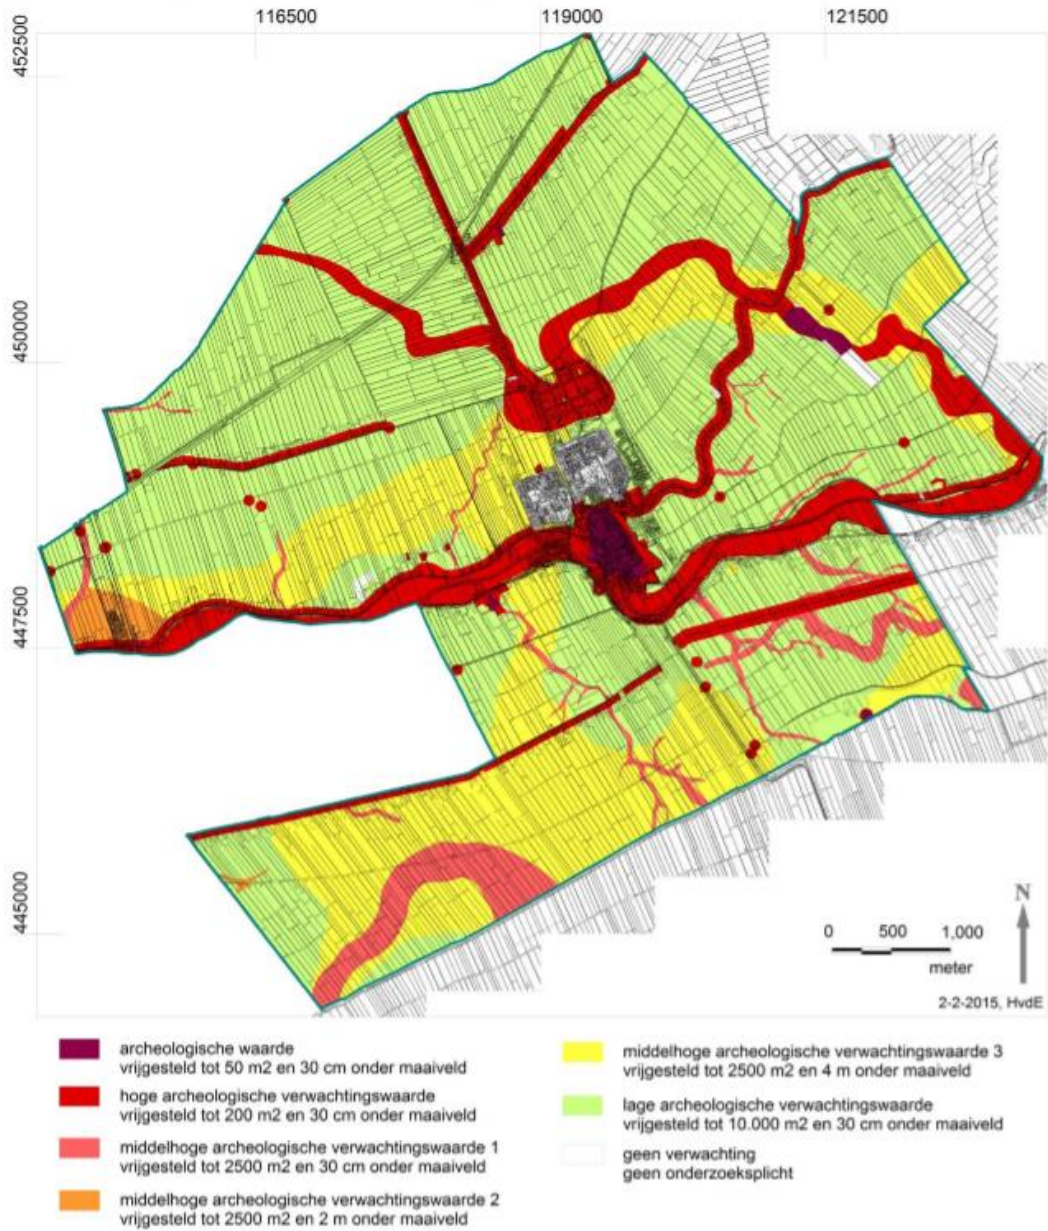 116500
119000
121500
452500
450000
447500
445000
N
0 500 1,000
meter
2-2-2015, HvdE
archeologische waarde
vrijgesteld tot 50 m2 en 30 cm onder maaiveld
hoge archeologische verwachtingswaarde
vrijgesteld tot 200 m2 en 30 cm onder maaiveld
middelhoge archeologische verwachtingswaarde 1
vrijgesteld tot 2500 m2 en 30 cm onder maaiveld
middelhoge archeologische verwachtingswaarde 2
vrijgesteld tot 2500 m2 en 2 m onder maaiveld
middelhoge archeologische verwachtingswaarde 3
vrijgesteld tot 2500 m2 en 4 m onder maaiveld
lage archeologische verwachtingswaarde
vrijgesteld tot 10.000 m2 en 30 cm onder maaiveld
geen verwachting
geen onderzoeksplicht